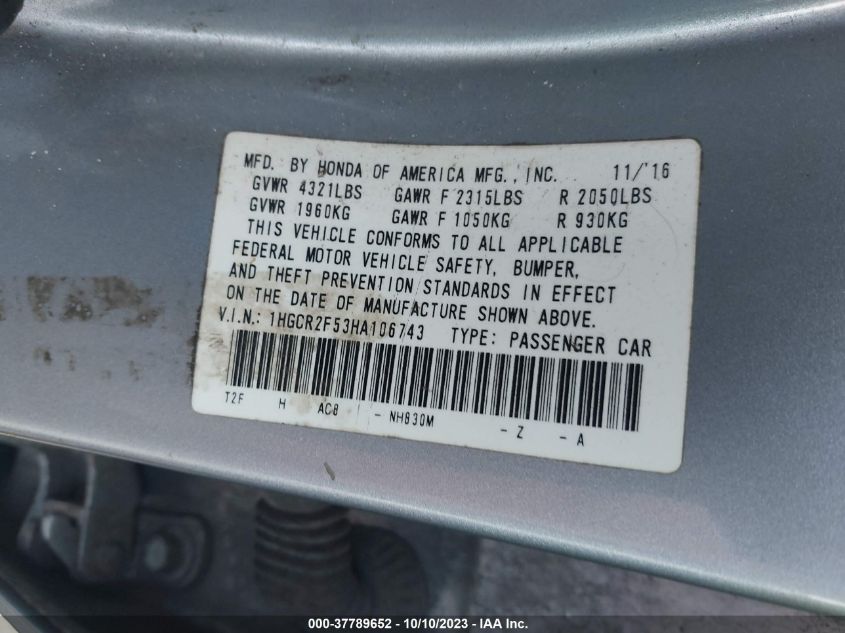 MFD. BY HONDA OF AMERICA MFG., INC. 11/'16
GVWR 4321LBS GAWR F 2315LBS R 2050LBS
GVWR 1960KG GAWR F 1050KG R 930KG
THIS VEHICLE CONFORMS TO ALL APPLICABLE
FEDERAL MOTOR VEHICLE SAFETY, BUMPER,
AND THEFT PREVENTION STANDARDS IN EFFECT
ON THE DATE OF MANUFACTURE SHOWN ABOVE.
V.I.N.: 1HGCR2F53HA106743 TYPE: PASSENGER CAR
T2F H AC8 - NH830M - Z - A
000-37789652 - 10/10/2023 - IAA Inc.